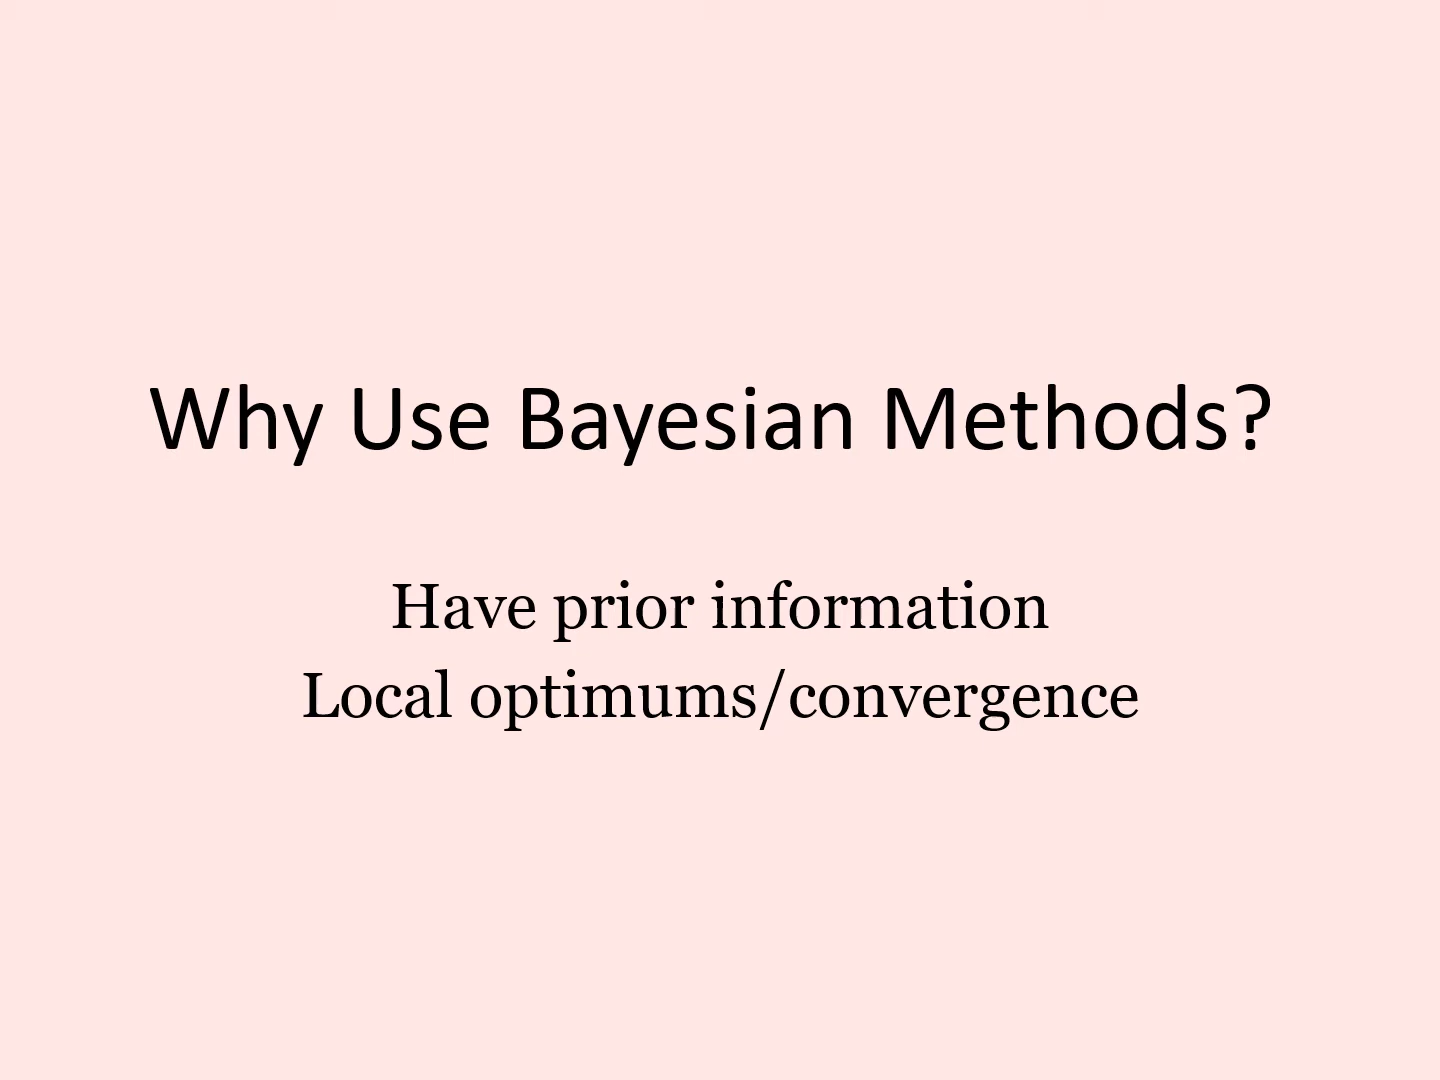 Why Use Bayesian Methods?
Have prior information
Local optimums/convergence